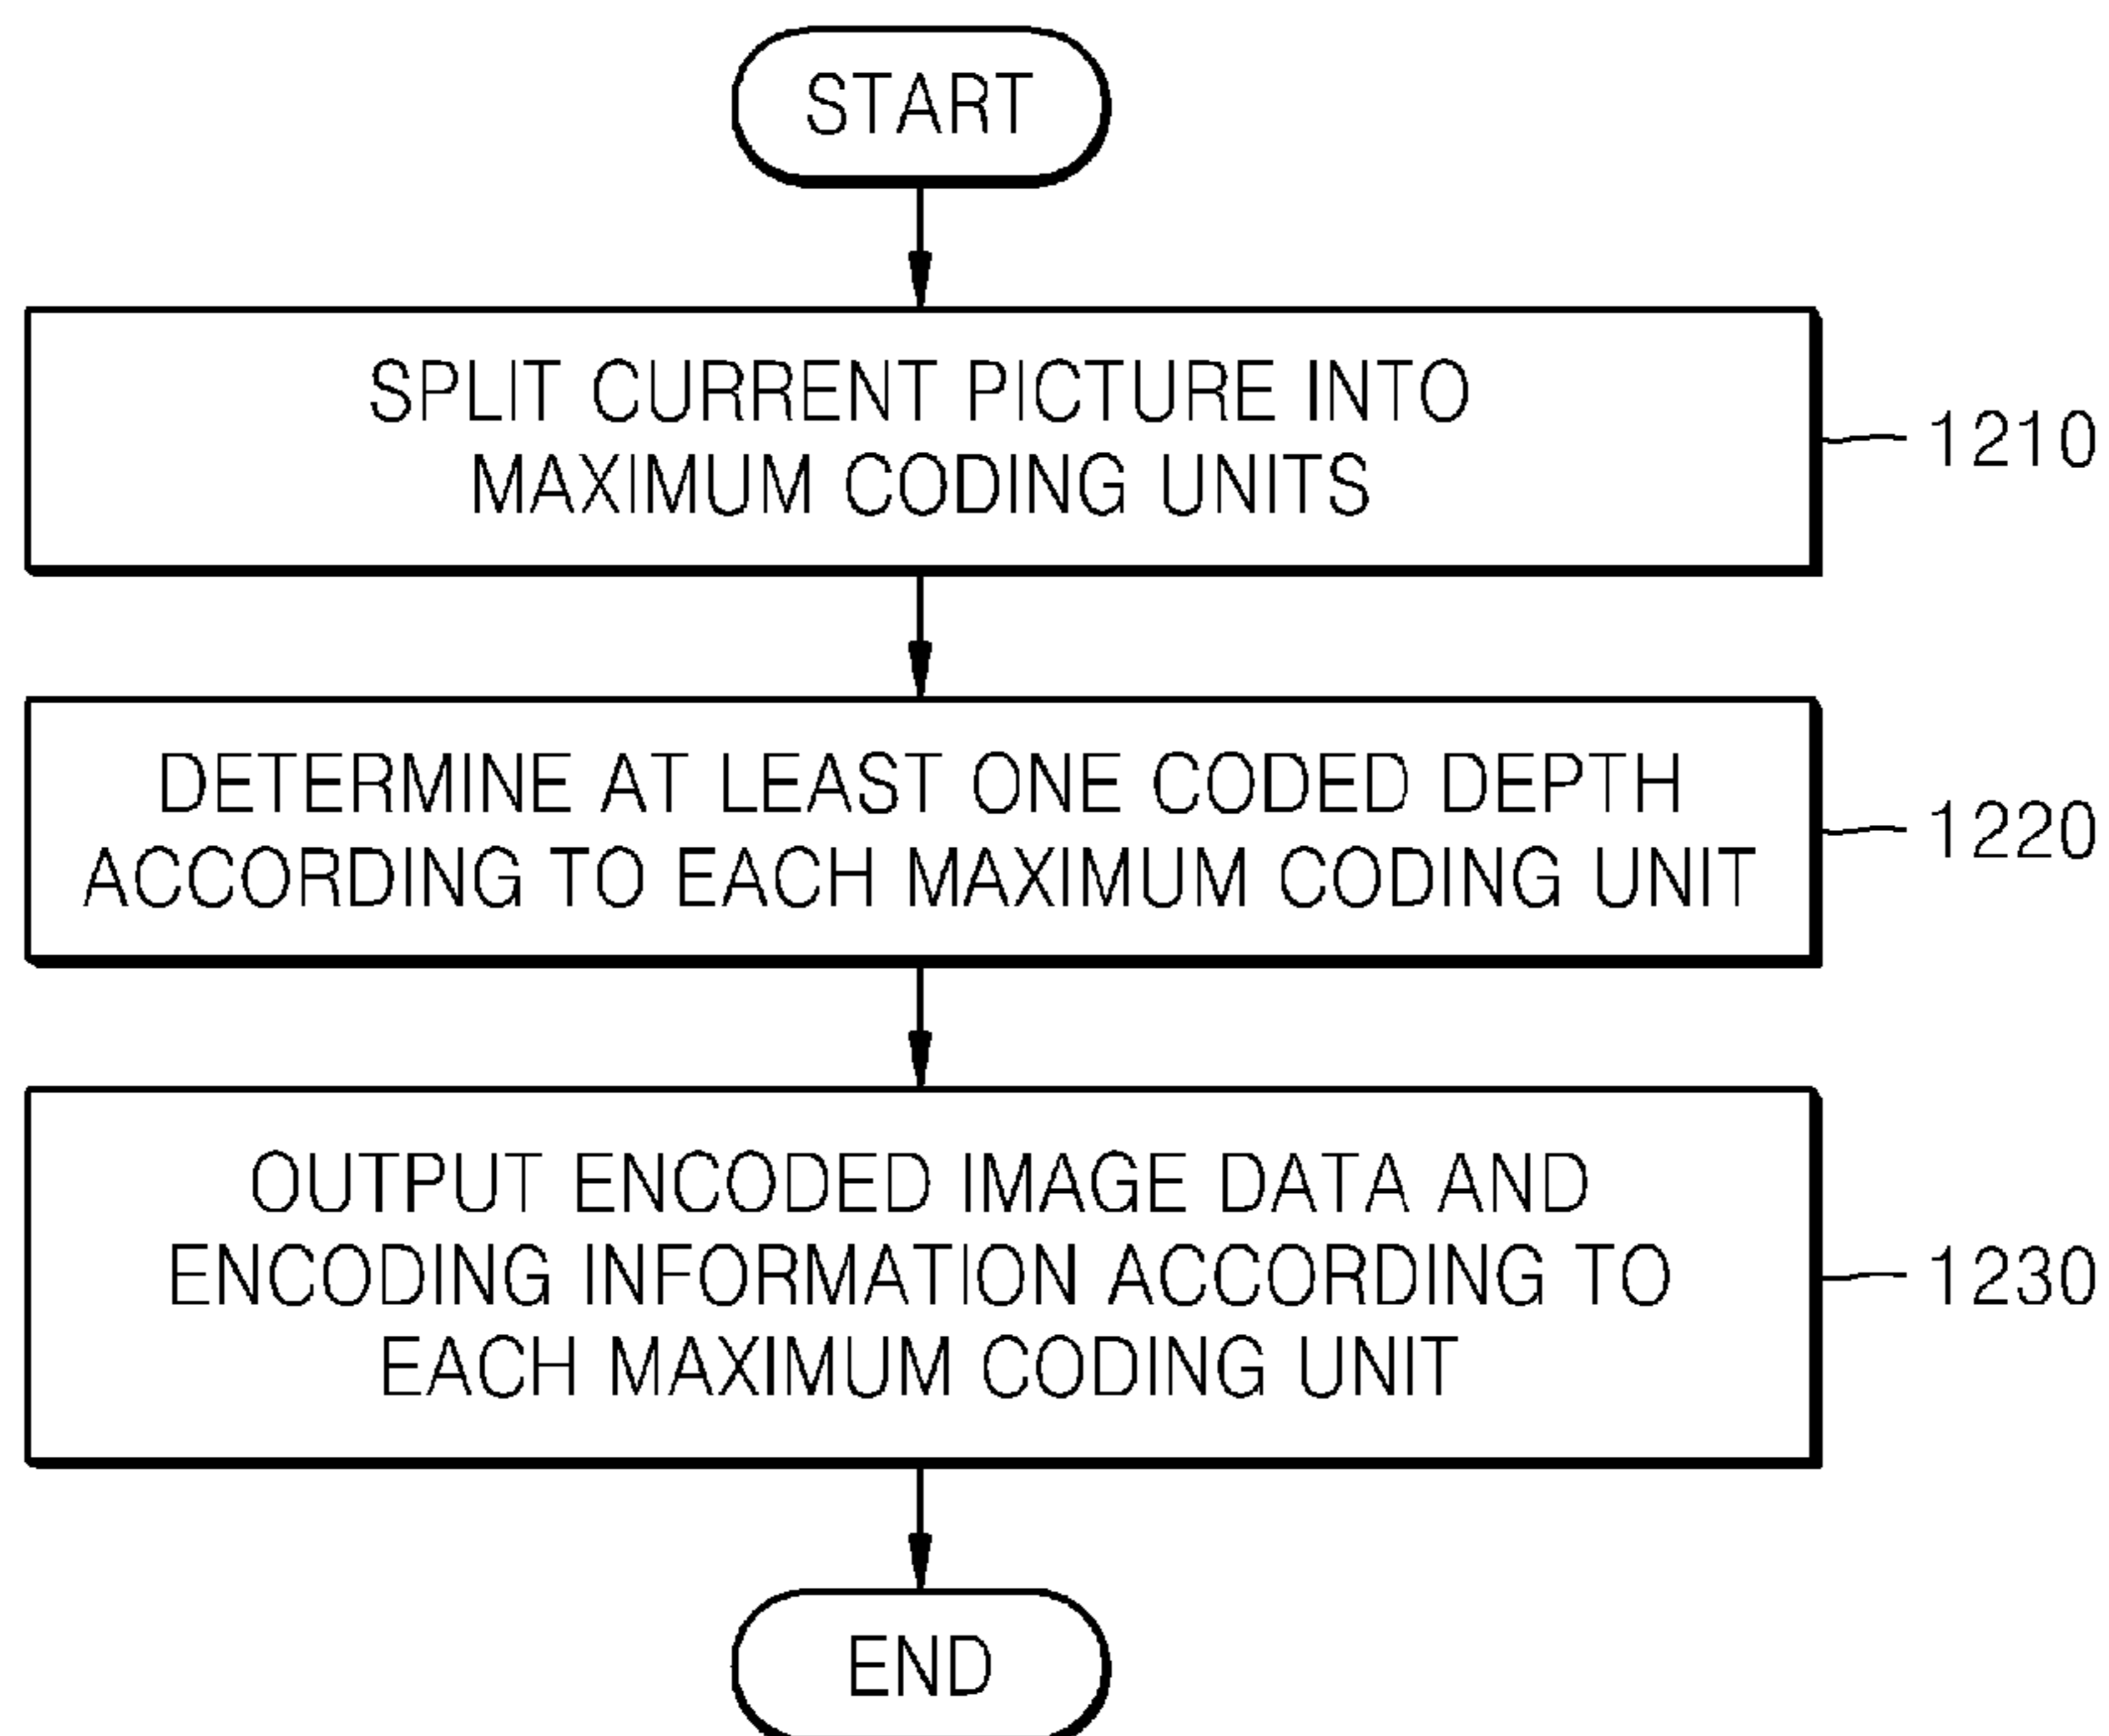 START
SPLIT CURRENT PICTURE INTO
MAXIMUM CODING UNITS
1210
DETERMINE AT LEAST ONE CODED DEPTH
ACCORDING TO EACH MAXIMUM CODING UNIT
1220
OUTPUT ENCODED IMAGE DATA AND
ENCODING INFORMATION ACCORDING TO
EACH MAXIMUM CODING UNIT
1230
END